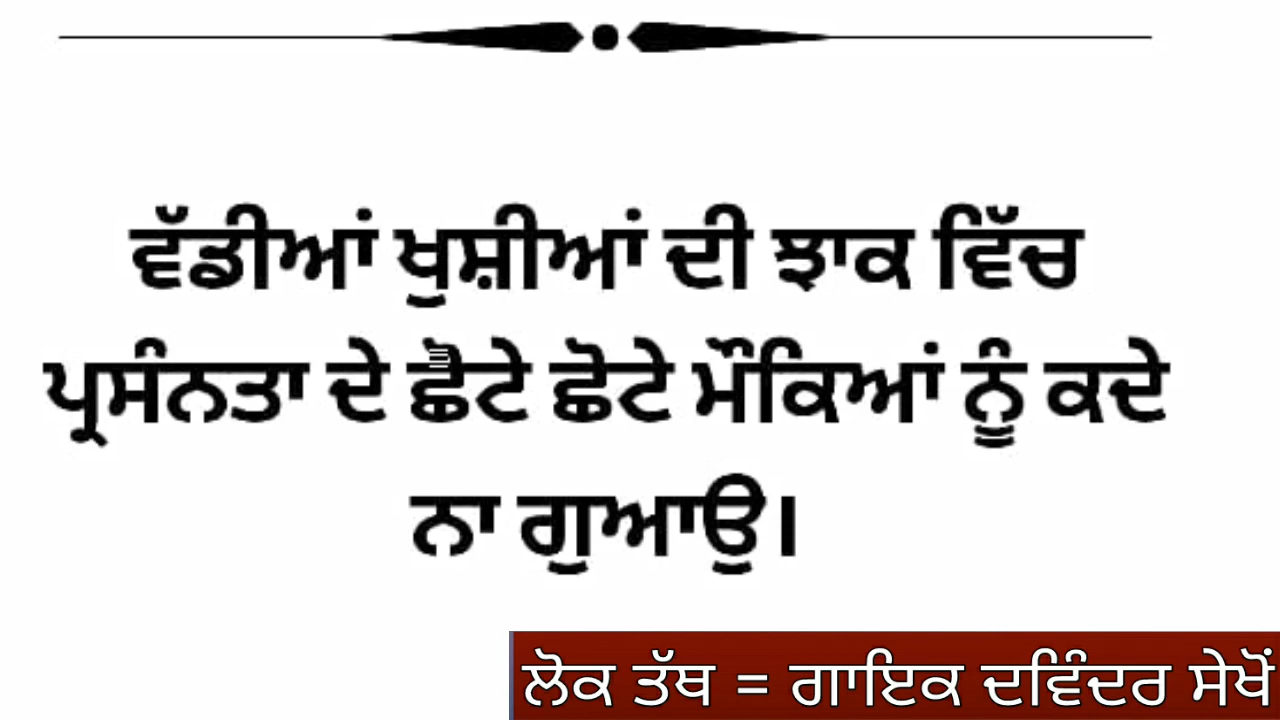 ਵੱਡੀਆਂ ਖੁਸ਼ੀਆਂ ਦੀ ਝਾਕ ਵਿੱਚ
ਪ੍ਰਸੰਨਤਾ ਦੇ ਛੋਟੇ ਛੋਟੇ ਮੌਕਿਆਂ ਨੂੰ ਕਦੇ
ਨਾ ਗੁਆਉ।
ਲੋਕ ਤੱਥ = ਗਾਇਕ ਦਵਿੰਦਰ ਸੇਖੋਂ